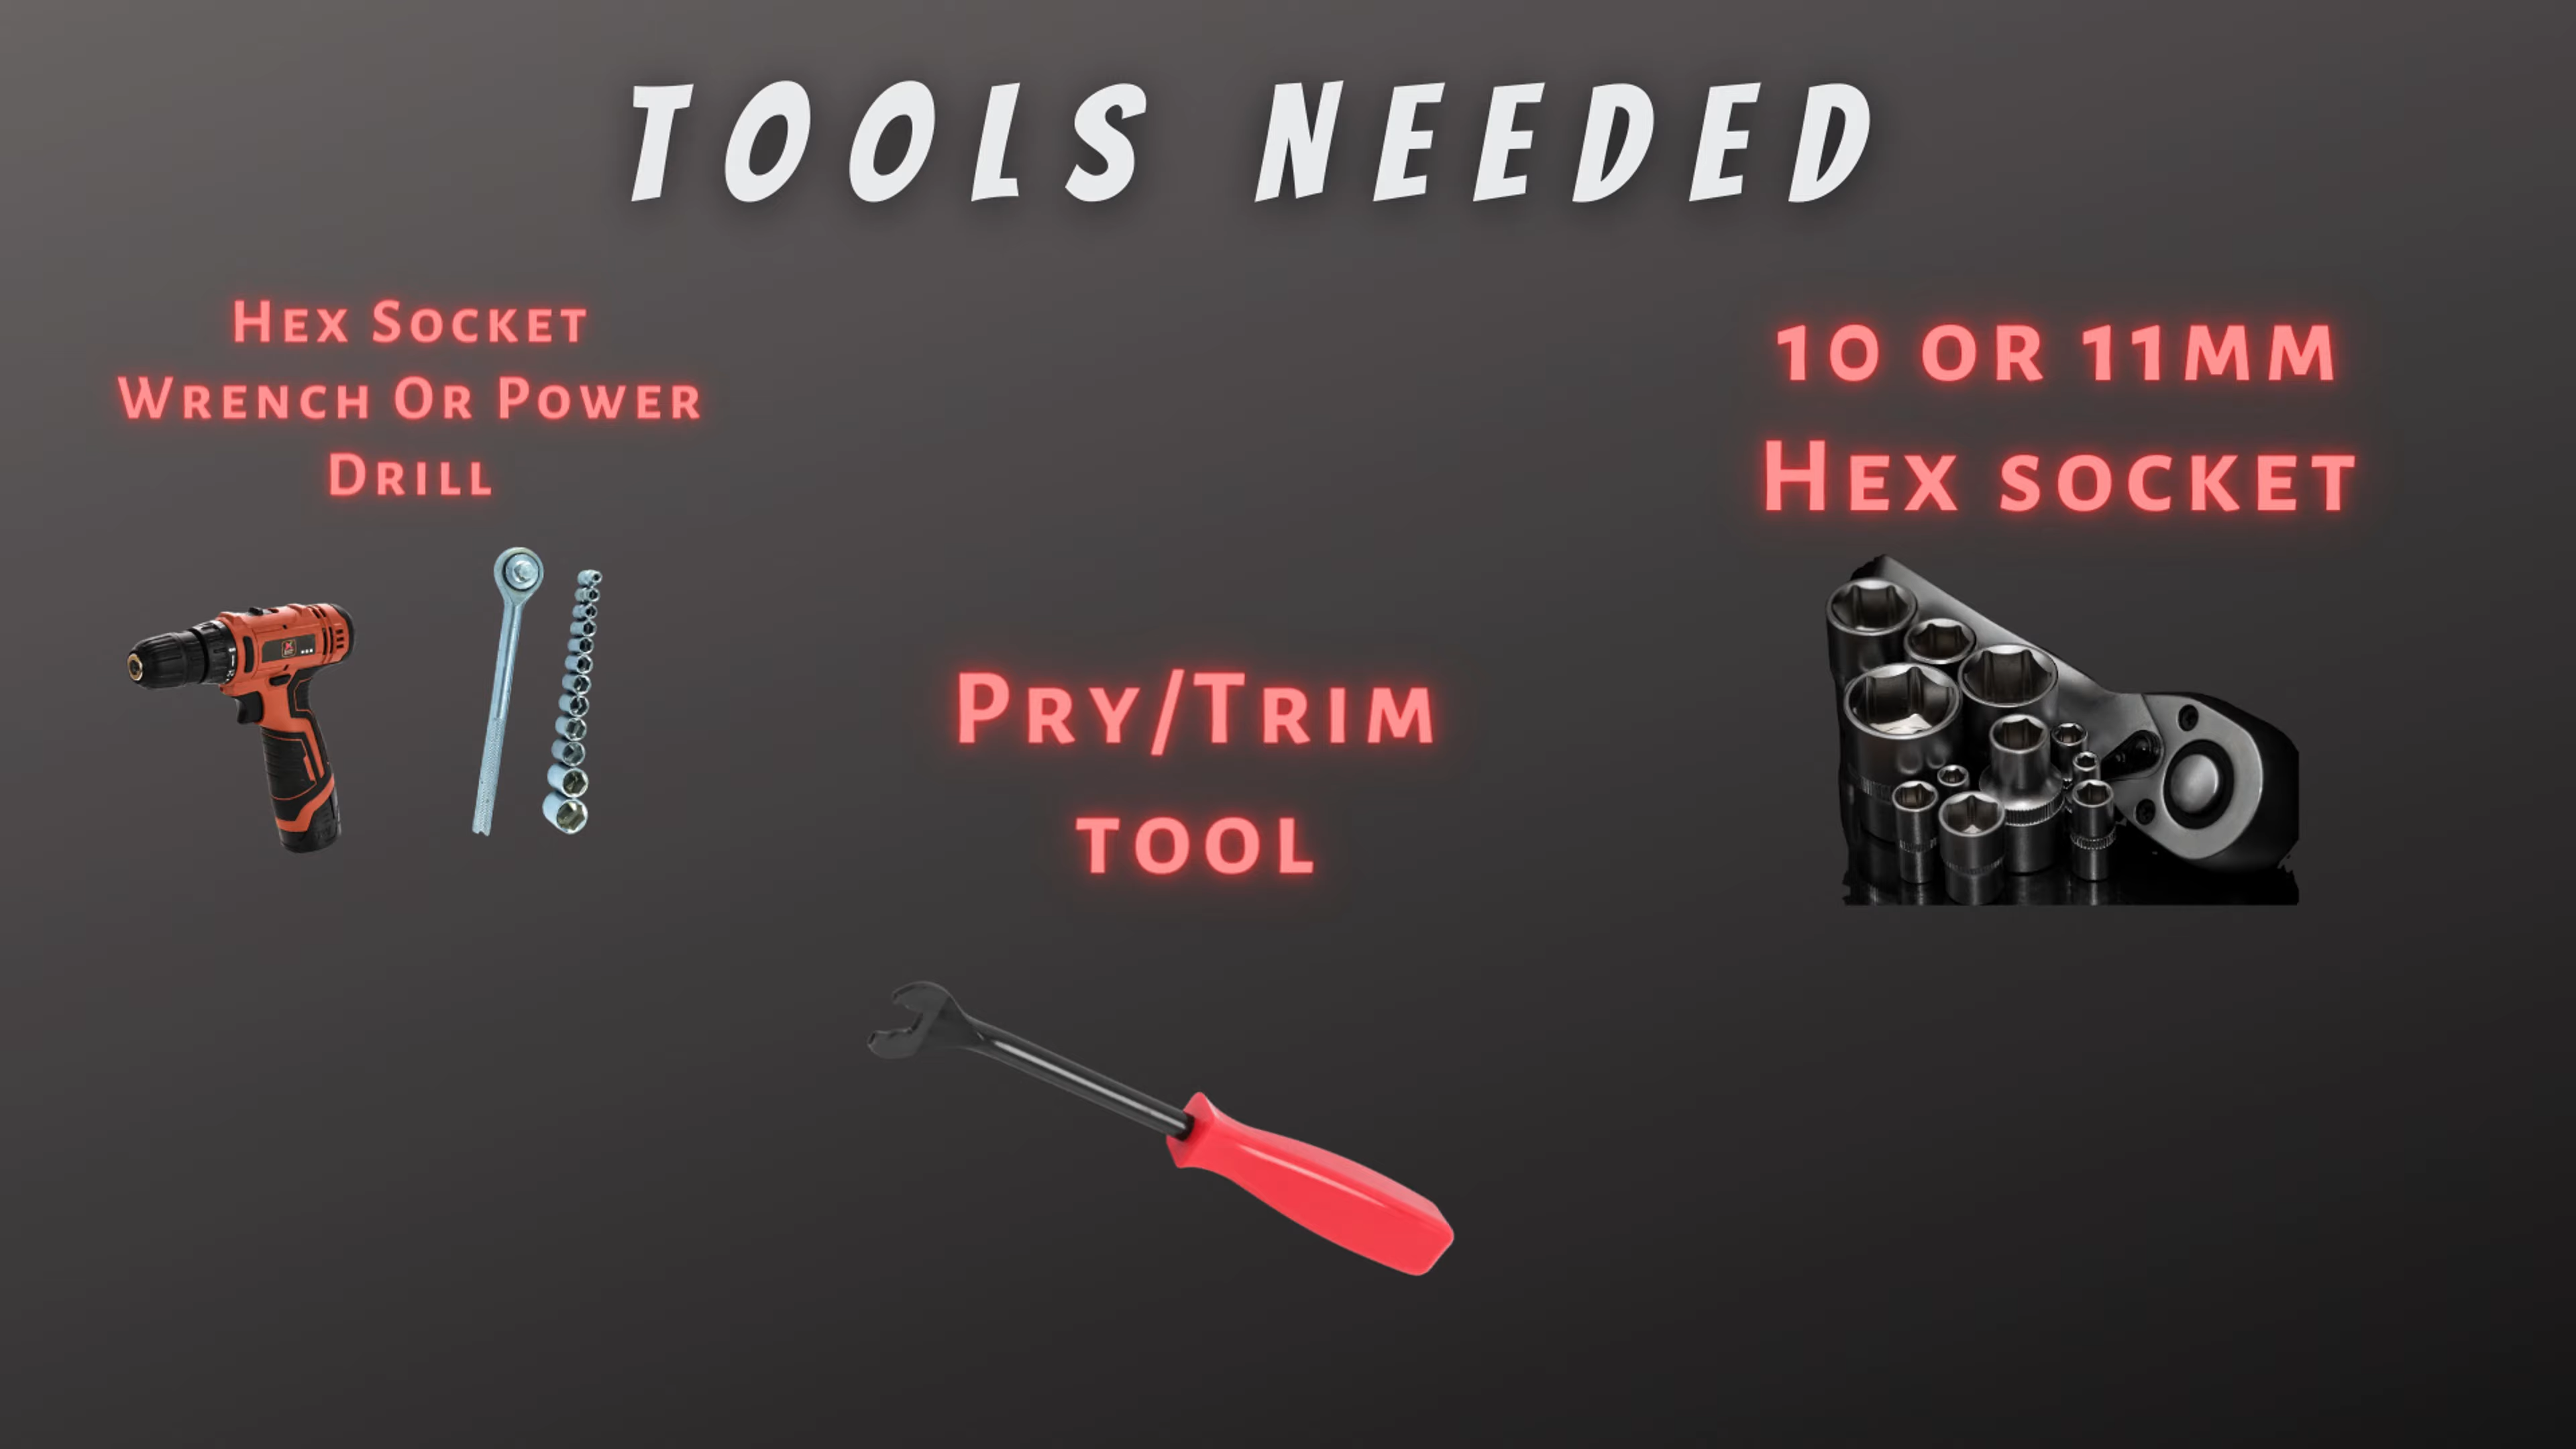 TOOLS NEEDED
Hex Socket
Wrench Or Power
Drill
10 or 11mm
Hex socket
Pry/Trim
tool